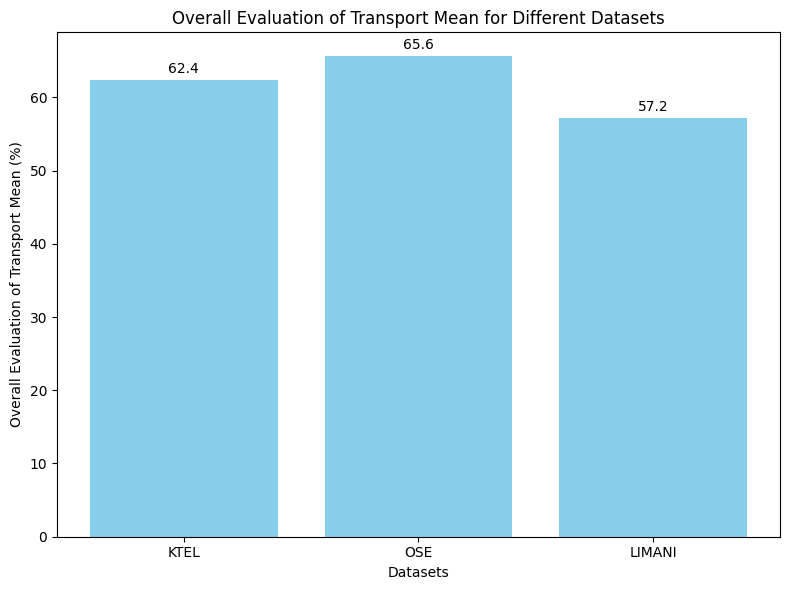 Overall Evaluation of Transport Mean for Different Datasets
Overall Evaluation of Transport Mean (%)
60
50
40
30
20
10
0
62.4
65.6
57.2
KTEL
OSE
LIMANI
Datasets